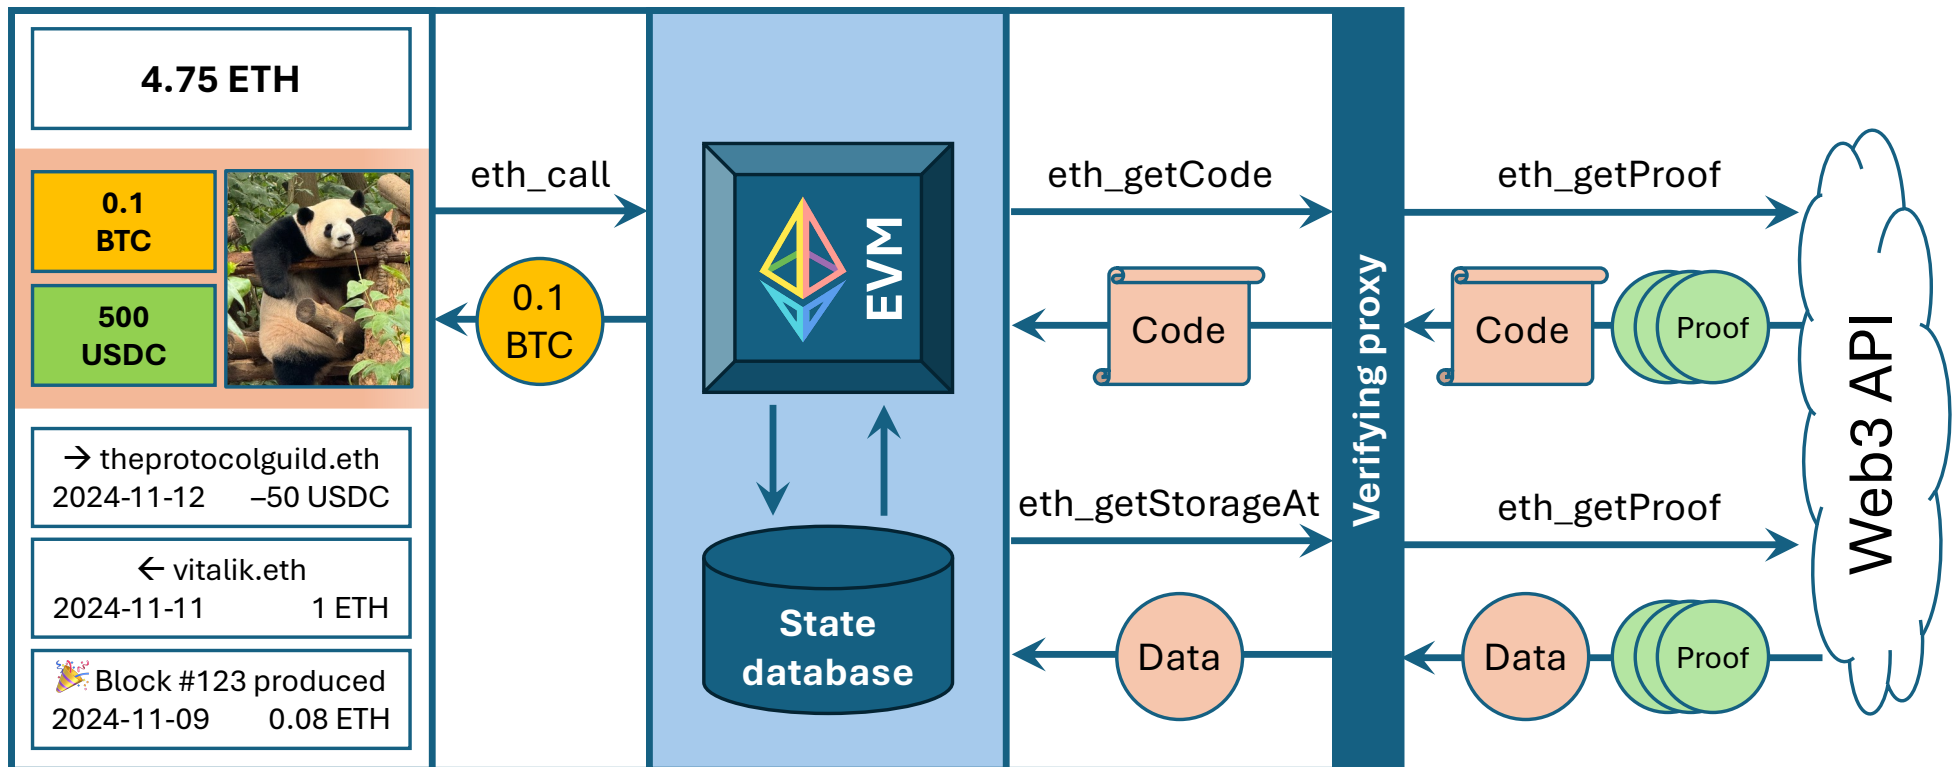 4.75 ETH
0.1
BTC
500
USDC
→ theprotocolguild.eth
2024-11-12 –50 USDC
← vitalik.eth
2024-11-11 1 ETH
🎉 Block #123 produced
2024-11-09 0.08 ETH
eth_call
0.1
BTC
EVM
State
database
eth_getCode
Code
eth_getStorageAt
Data
Verifying proxy
eth_getProof
Code
Proof
eth_getProof
Data
Proof
Web3 API